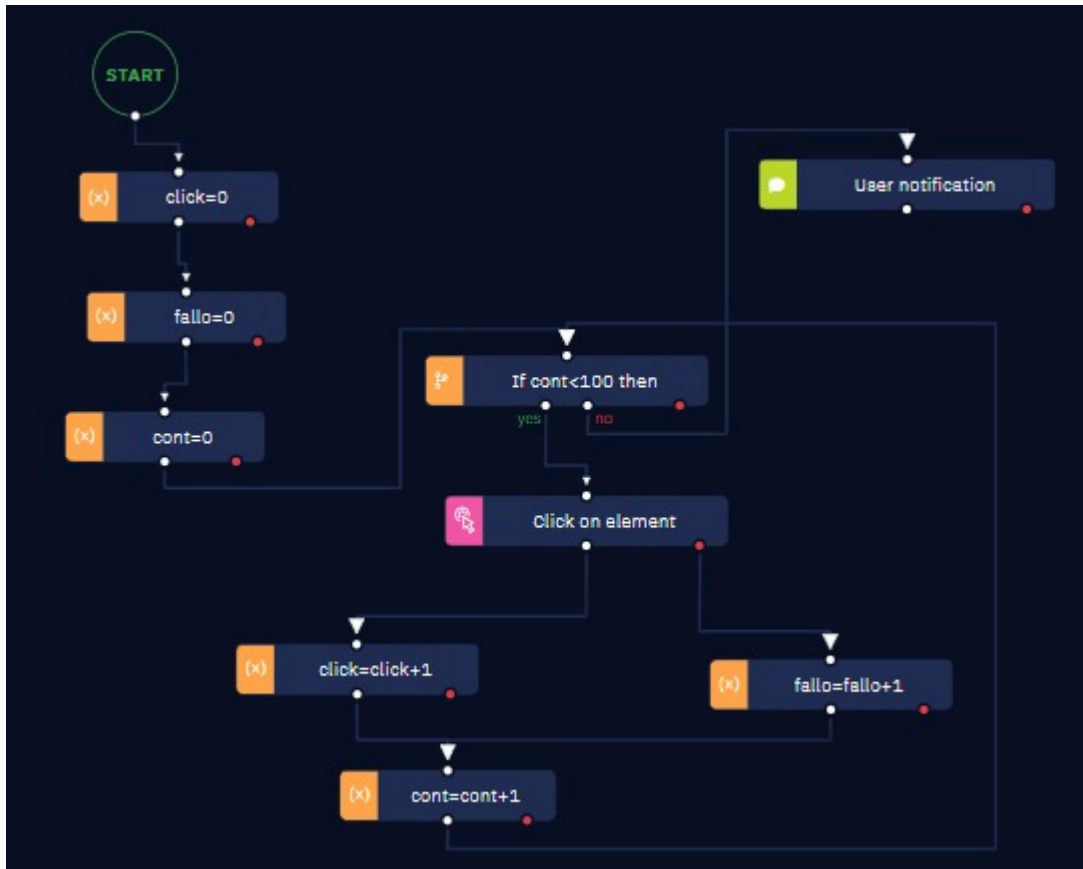 START
click=0
User notification
fallo=0
If cont<100 then
yes
no
cont=0
Click on element
click=click+1
fallo=fallo+1
cont=cont+1
(x)
(x)
(x)
(x)
(x)
(x)